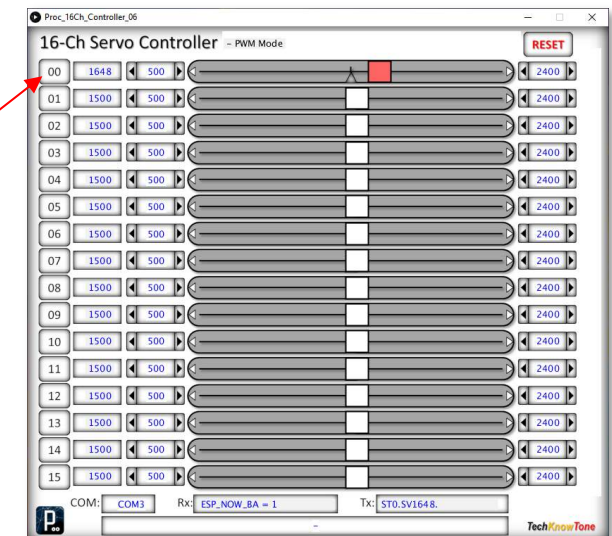 Proc_16Ch_Controller_06
16-Ch Servo Controller - PWM Mode RESET
00 1648 500 2400
01 1500 500 2400
02 1500 500 2400
03 1500 500 2400
04 1500 500 2400
05 1500 500 2400
06 1500 500 2400
07 1500 500 2400
08 1500 500 2400
09 1500 500 2400
10 1500 500 2400
11 1500 500 2400
12 1500 500 2400
13 1500 500 2400
14 1500 500 2400
15 1500 500 2400
COM: COM3 Rx: ESP_NOW_BA = 1 Tx: ST0.SV1648.
P.. - TechKnowTone